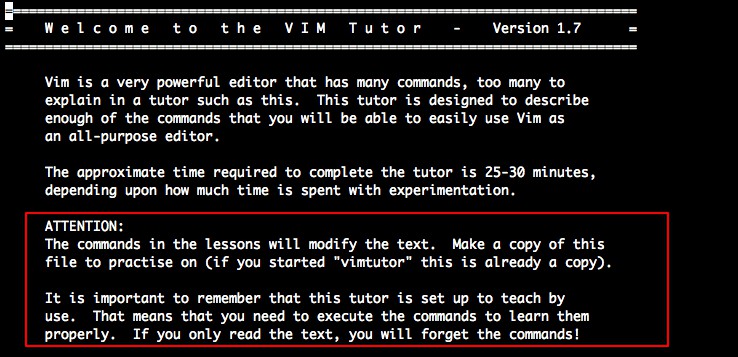 ===============================================================================
=    W e l c o m e   t o   t h e   V I M   T u t o r    -    Version 1.7      =
===============================================================================
Vim is a very powerful editor that has many commands, too many to
explain in a tutor such as this.  This tutor is designed to describe
enough of the commands that you will be able to easily use Vim as
an all-purpose editor.
The approximate time required to complete the tutor is 25-30 minutes,
depending upon how much time is spent with experimentation.
ATTENTION:
The commands in the lessons will modify the text.  Make a copy of this
file to practise on (if you started "vimtutor" this is already a copy).
It is important to remember that this tutor is set up to teach by
use.  That means that you need to execute the commands to learn them
properly.  If you only read the text, you will forget the commands!